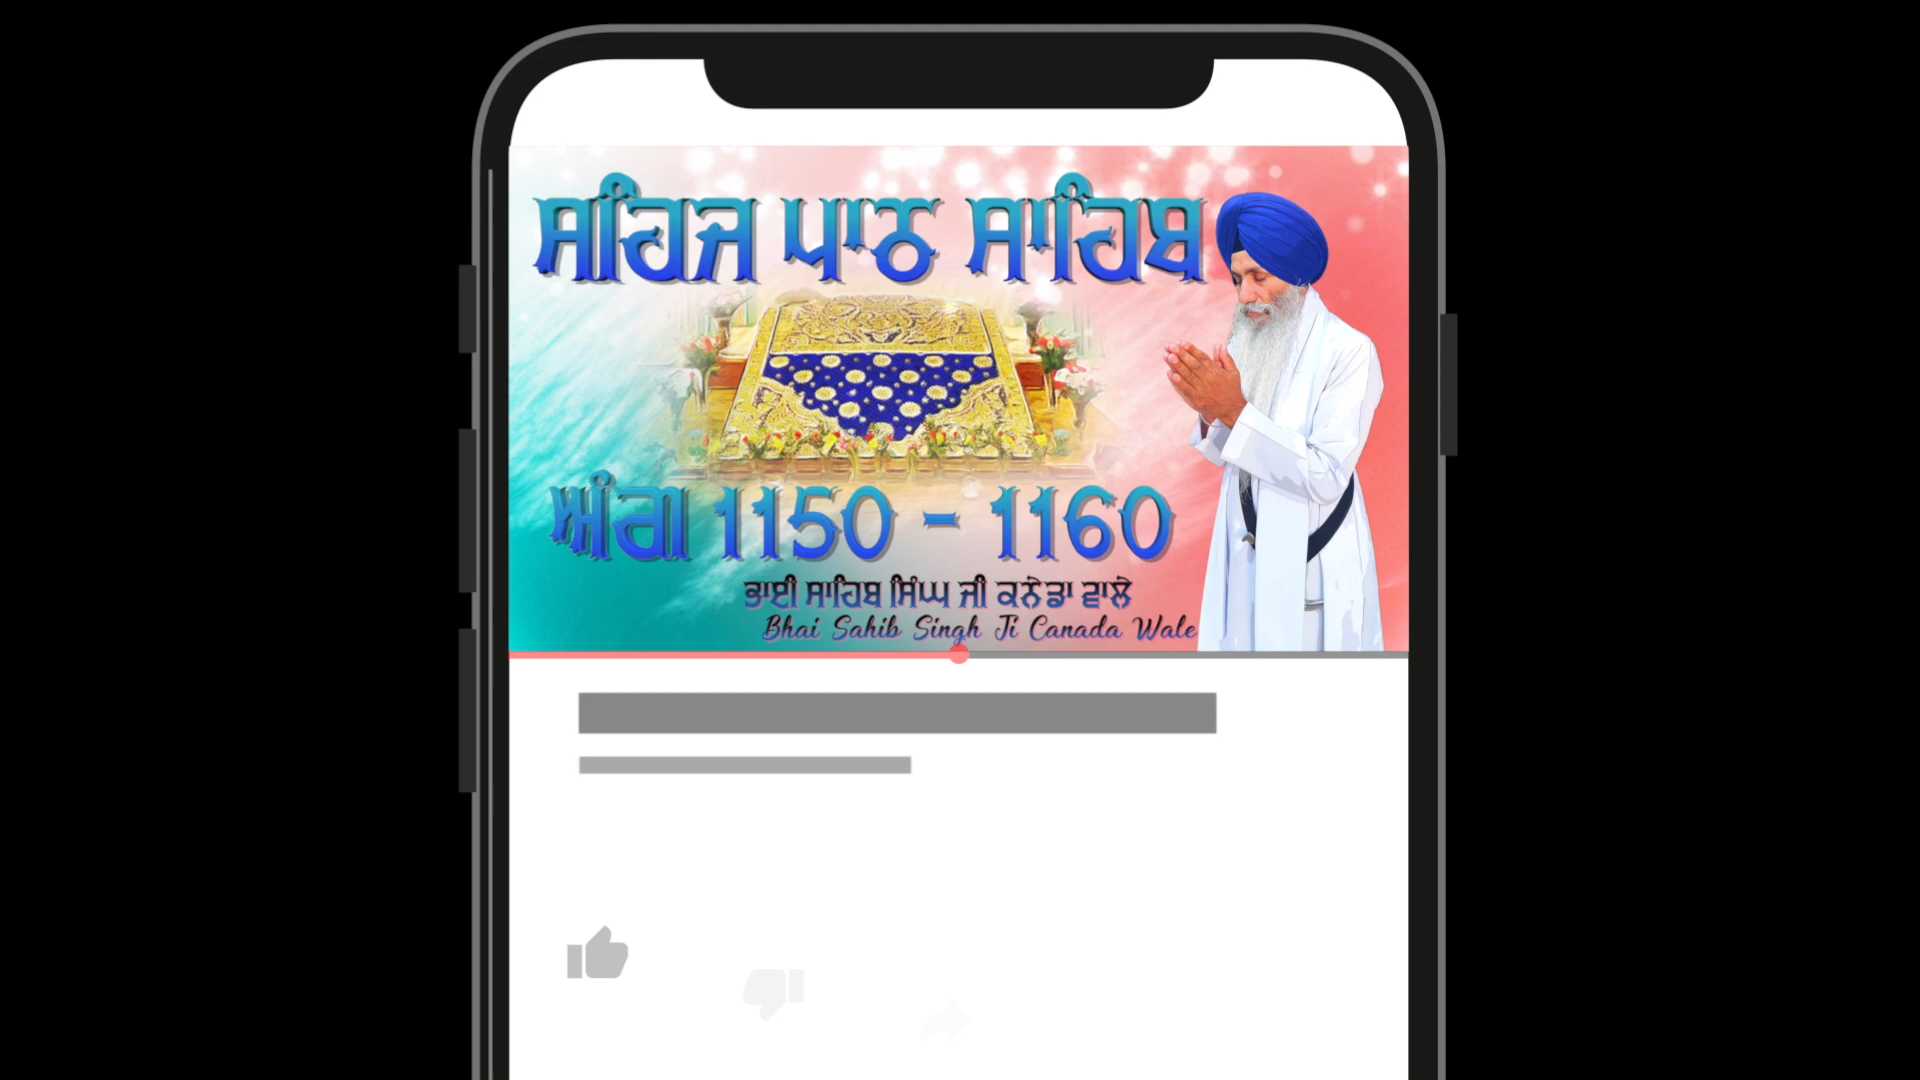 ਸਹਿਜ ਪਾਠ ਸਾਹਿਬ
ਅੰਗ 1150 - 1160
ਭਾਈ ਸਾਹਿਬ ਸਿੰਘ ਜੀ ਕਨੇਡਾ ਵਾਲੇ
Bhai Sahib Singh Ji Canada Wale